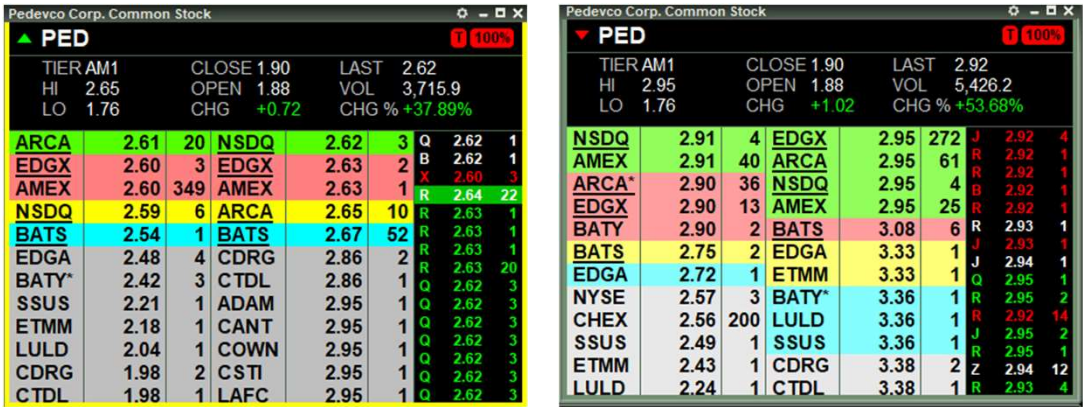 Pedevco Corp. Common Stock
PED
T 100%
TIER AM1 CLOSE 1.90 LAST 2.62
HI 2.65 OPEN 1.88 VOL 3,715.9
LO 1.76 CHG +0.72 CHG % +37.89%
ARCA 2.61 20 NSDQ 2.62 3 Q 2.62 1
EDGX 2.60 3 EDGX 2.63 2 B 2.62 1
AMEX 2.60 349 AMEX 2.63 1 X 2.60 3
NSDQ 2.59 6 ARCA 2.65 10 R 2.64 22
BATS 2.54 1 BATS 2.67 52 R 2.63 1
EDGA 2.48 4 CDRG 2.86 2 R 2.63 1
BATY* 2.42 3 CTDL 2.86 1 R 2.63 1
SSUS 2.21 1 ADAM 2.95 1 R 2.63 20
ETMM 2.18 1 CANT 2.95 1 Q 2.62 3
LULD 2.04 1 COWN 2.95 1 Q 2.62 3
CDRG 1.98 2 CSTI 2.95 1 Q 2.62 3
CTDL 1.98 1 LAFC 2.95 1 Q 2.62 3
Q 2.62 3
Q 2.62 3
Q 2.62 3
Pedevco Corp. Common Stock
PED
T 100%
TIER AM1 CLOSE 1.90 LAST 2.92
HI 2.95 OPEN 1.88 VOL 5,426.2
LO 1.76 CHG +1.02 CHG % +53.68%
NSDQ 2.91 4 EDGX 2.95 272 J 2.92 4
AMEX 2.91 40 ARCA 2.95 61 R 2.92 1
ARCA* 2.90 36 NSDQ 2.95 4 R 2.92 1
EDGX 2.90 13 AMEX 2.95 25 B 2.92 1
BATY 2.90 2 BATS 3.08 6 R 2.92 1
BATS 2.75 2 EDGA 3.33 1 R 2.93 1
EDGA 2.72 1 ETMM 3.33 1 J 2.93 1
NYSE 2.57 3 BATY* 3.36 1 J 2.94 1
CHEX 2.56 200 LULD 3.36 1 Q 2.95 1
SSUS 2.49 1 SSUS 3.36 1 R 2.95 2
ETMM 2.43 1 CDRG 3.38 2 R 2.92 14
LULD 2.24 1 CTDL 3.38 1 J 2.95 2
R 2.95 1
Z 2.94 12
R 2.93 4